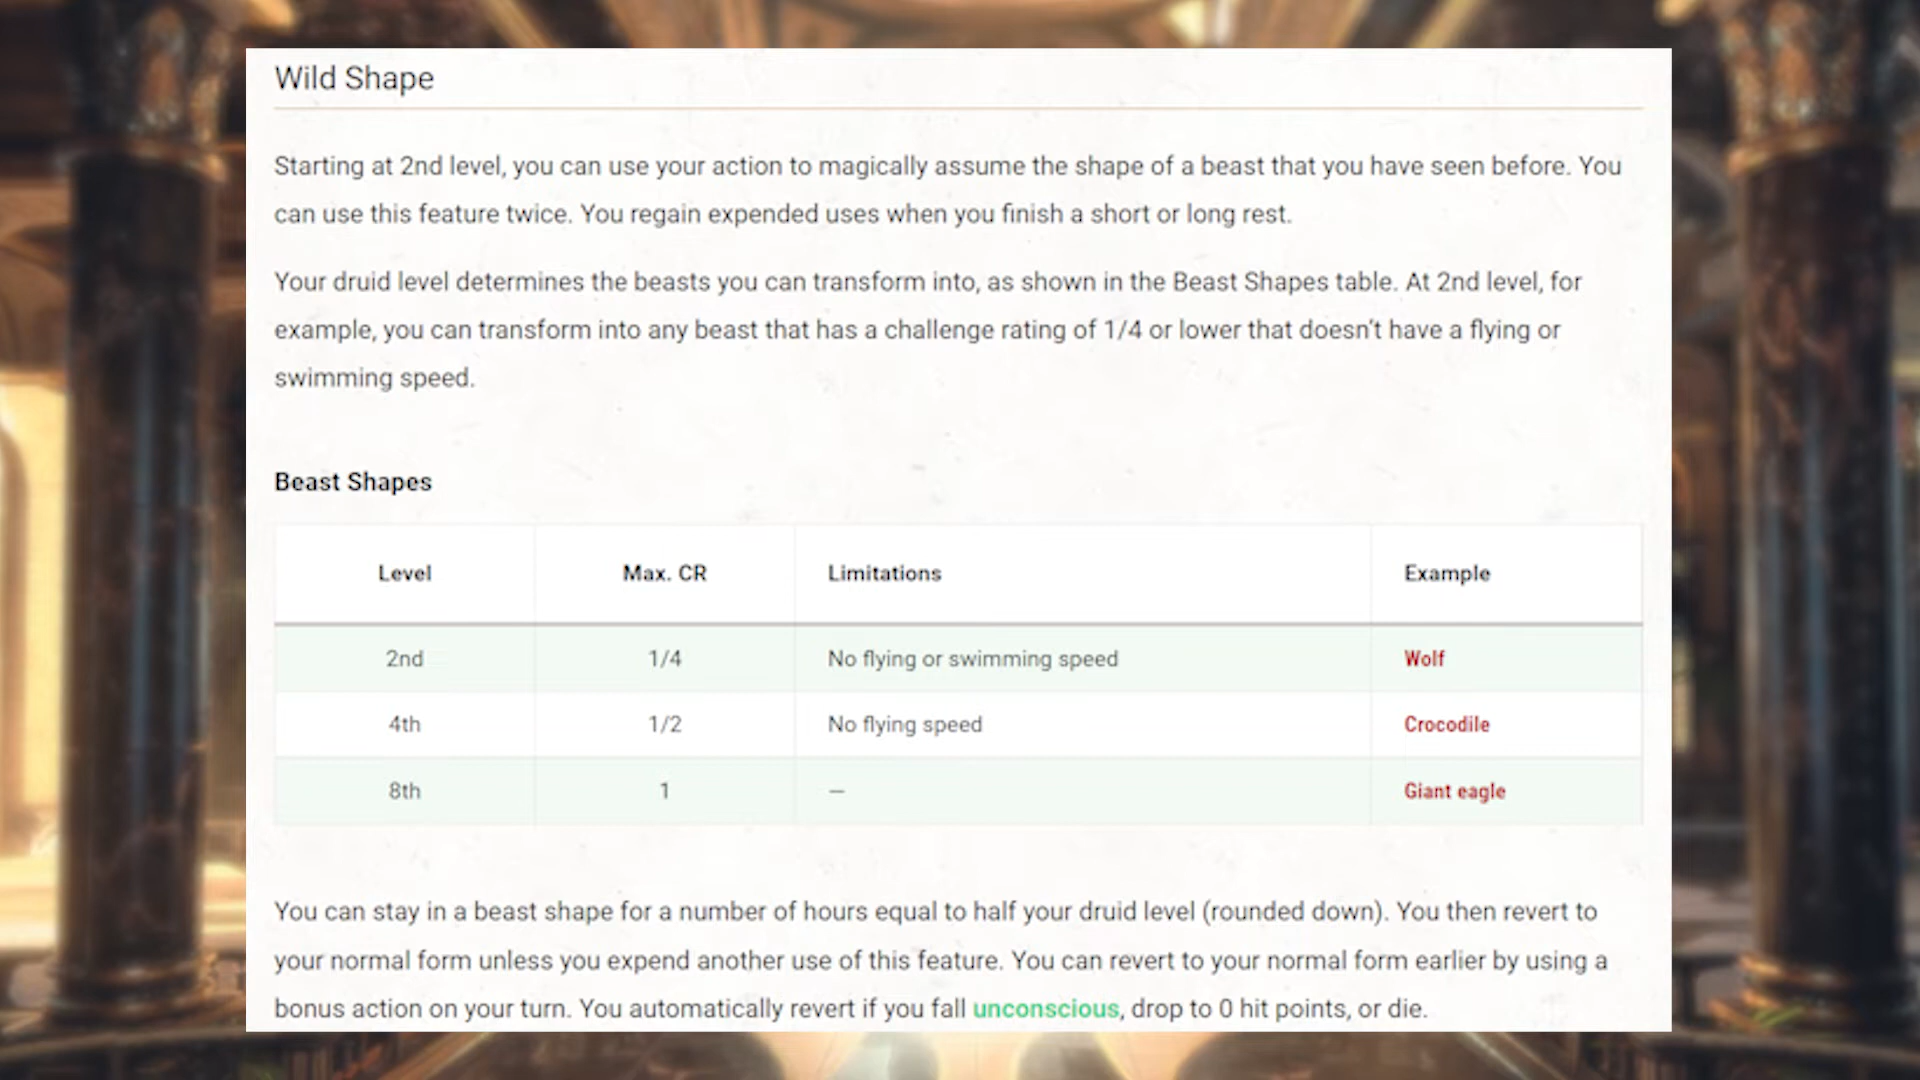 Wild Shape
Starting at 2nd level, you can use your action to magically assume the shape of a beast that you have seen before. You
can use this feature twice. You regain expended uses when you finish a short or long rest.
Your druid level determines the beasts you can transform into, as shown in the Beast Shapes table. At 2nd level, for
example, you can transform into any beast that has a challenge rating of 1/4 or lower that doesn't have a flying or
swimming speed.
Beast Shapes
Level Max. CR Limitations Example
2nd 1/4 No flying or swimming speed Wolf
4th 1/2 No flying speed Crocodile
8th 1 — Giant eagle
You can stay in a beast shape for a number of hours equal to half your druid level (rounded down). You then revert to
your normal form unless you expend another use of this feature. You can revert to your normal form earlier by using a
bonus action on your turn. You automatically revert if you fall unconscious, drop to 0 hit points, or die.